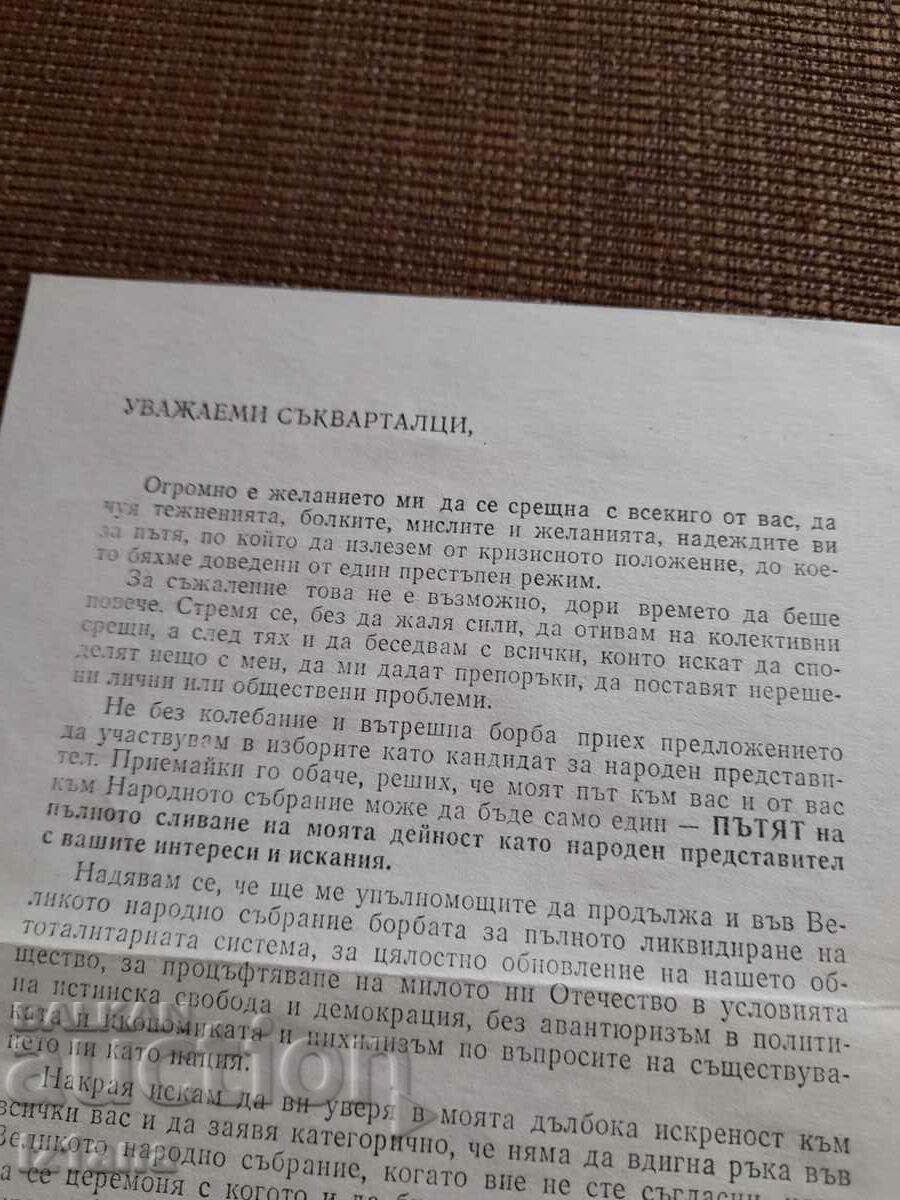 УВАЖАЕМИ СЪКВАРТАЛЦИ,
Огромно е желанието ми да се срещна с всекиго от вас, да
чуя тежненията, болките, мислите и желанията, надеждите ви
за пътя, по който да излезем от кризисното положение, до кое-
то бяхме доведени от един престъпен режим.
За съжаление това не е възможно, дори времето да беше
повече. Стремя се, без да жаля сили, да отивам на колективни
срещи, а след тях и да беседвам с всички, които искат да спо-
делят нещо с мен, да ми дадат препоръки, да поставят нереше-
ни лични или обществени проблеми.
Не без колебание и вътрешна борба приех предложението
да участвувам в изборите като кандидат за народен представи-
тел. Приемайки го обаче, реших, че моят път към вас и от вас
към Народното събрание може да бъде само един — ПЪТЯТ на
пълното сливане на моята дейност като народен представител
с вашите интереси и искания.
Надявам се, че ще ме упълномощите да продължа и във Ве-
ликото народно събрание борбата за пълното ликвидиране на
тоталитарната система, за цялостно обновление на нашето об-
щество, за процъфтяване на милото ни Отечество в условията
на истинска свобода и демокрация, без авантюризъм в полити-
ката и икономиката и нихилизъм по въпросите на съществува-
нето ни като нация.
Накрая искам да ви уверя в моята дълбока искреност към
всички вас и да заявя категорично, че няма да вдигна ръка във
Великото народно събрание, когато вие не сте съгласни
да се церемоня с когото и да
BALKAN
auction
IZITARA